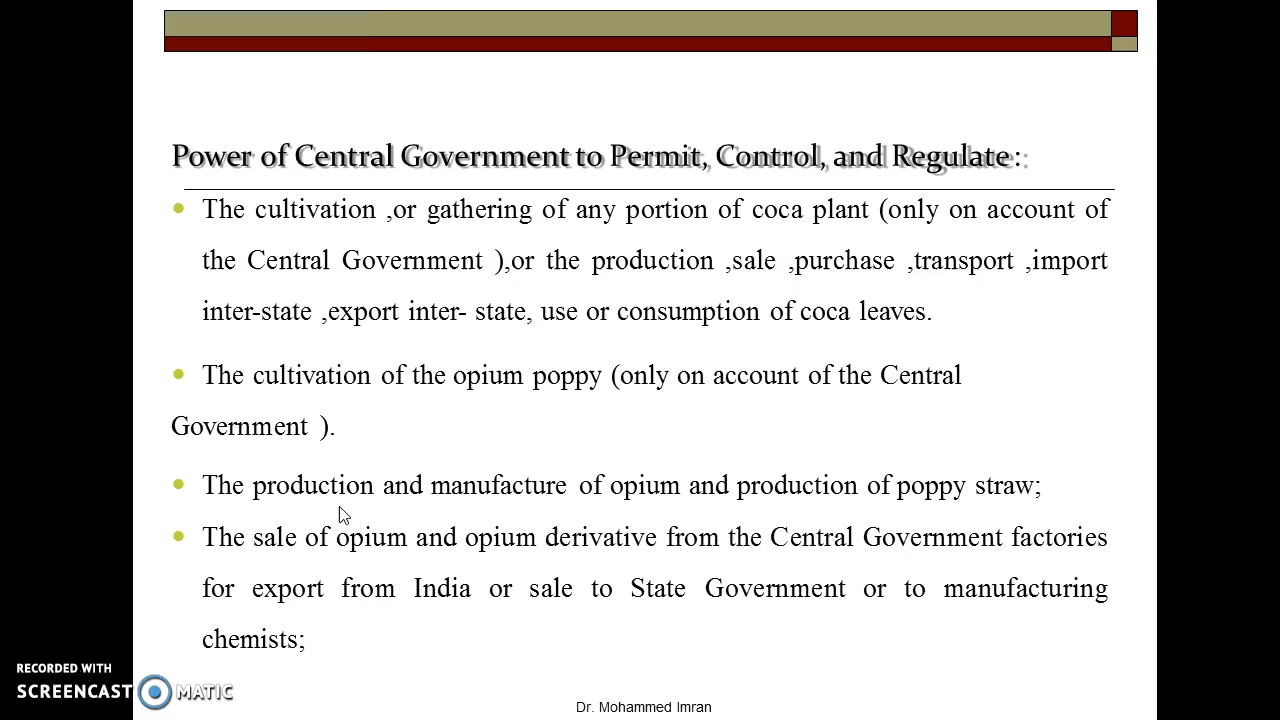 Power of Central Government to Permit, Control, and Regulate :
The cultivation ,or gathering of any portion of coca plant (only on account of
the Central Government ),or the production ,sale ,purchase ,transport ,import
inter-state ,export inter- state, use or consumption of coca leaves.
The cultivation of the opium poppy (only on account of the Central
Government ).
The production and manufacture of opium and production of poppy straw;
The sale of opium and opium derivative from the Central Government factories
for export from India or sale to State Government or to manufacturing
chemists;
RECORDED WITH
SCREENCAST MATIC
Dr. Mohammed Imran